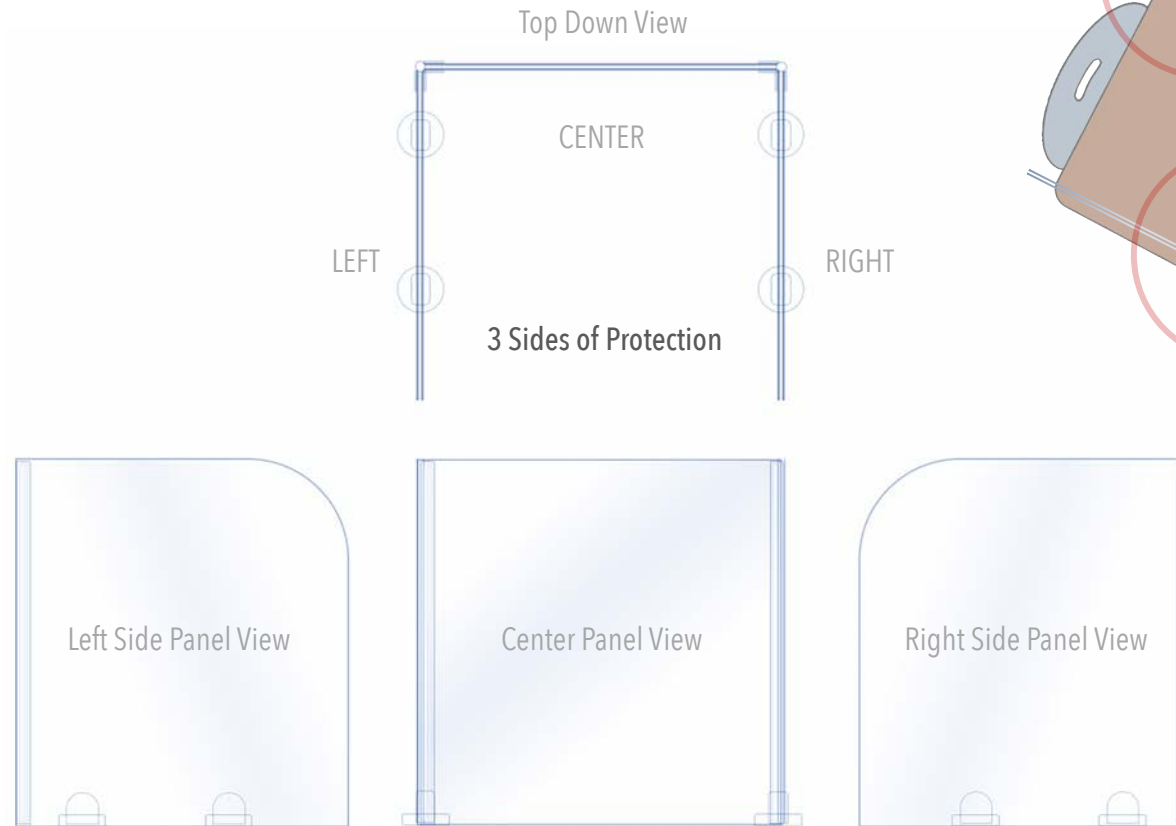 Top Down View
CENTER
LEFT
RIGHT
3 Sides of Protection
Left Side Panel View
Center Panel View
Right Side Panel View